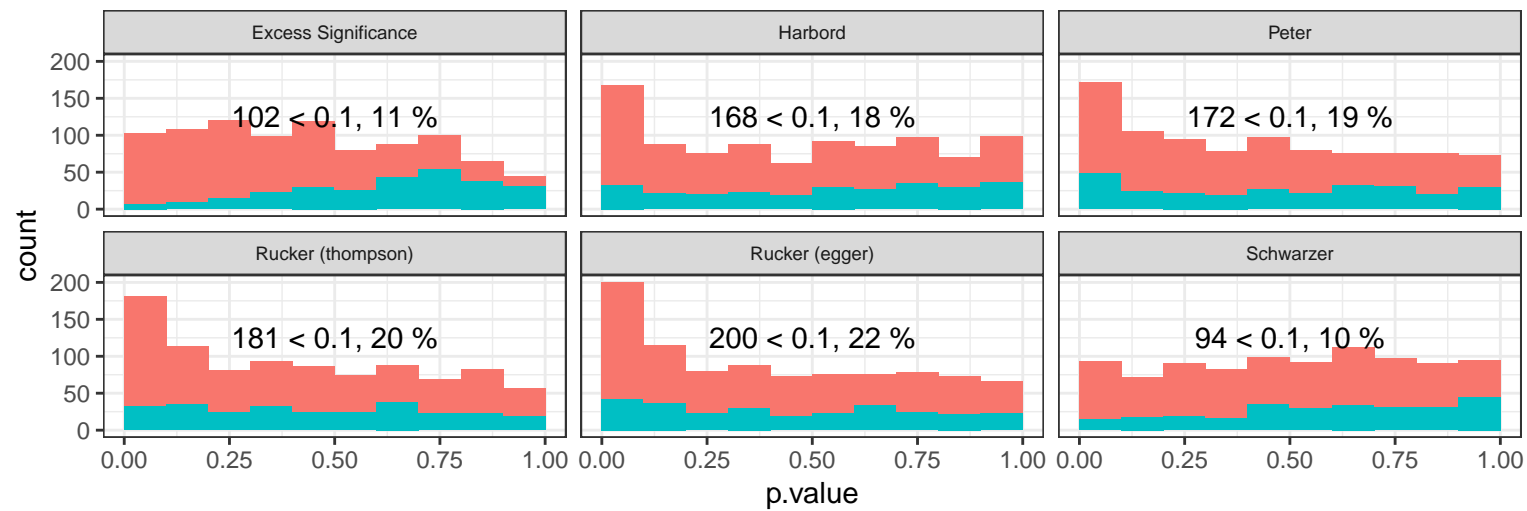 Excess Significance
Harbord
Peter
count
200
150
100
50
0
102 < 0.1, 11 %
168 < 0.1, 18 %
172 < 0.1, 19 %
Rucker (thompson)
Rucker (egger)
Schwarzer
200
150
100
50
0
181 < 0.1, 20 %
200 < 0.1, 22 %
94 < 0.1, 10 %
0.00 0.25 0.50 0.75 1.00
0.00 0.25 0.50 0.75 1.00
0.00 0.25 0.50 0.75 1.00
p.value